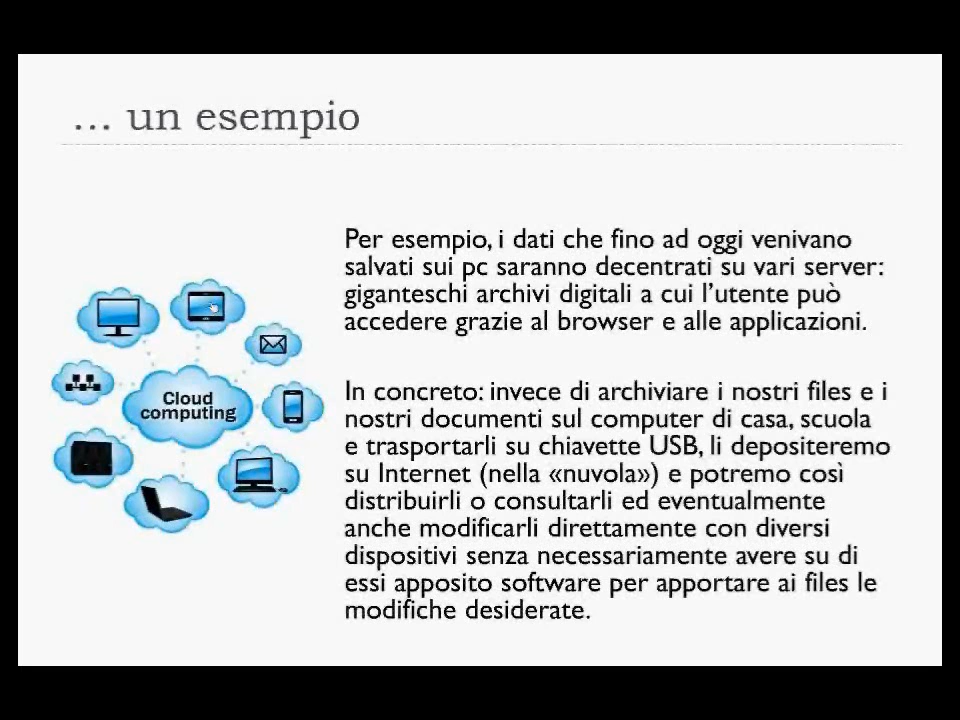 ... un esempio
Per esempio, i dati che fino ad oggi venivano
salvati sui pc saranno decentrati su vari server:
giganteschi archivi digitali a cui l’utente può
accedere grazie al browser e alle applicazioni.
Cloud
computing
In concreto: invece di archiviare i nostri files e i
nostri documenti sul computer di casa, scuola
e trasportarli su chiavette USB, li depositeremo
su Internet (nella «nuvola») e potremo così
distribuirli o consultarli ed eventualmente
anche modificarli direttamente con diversi
dispositivi senza necessariamente avere su di
essi apposito software per apportare ai files le
modifiche desiderate.